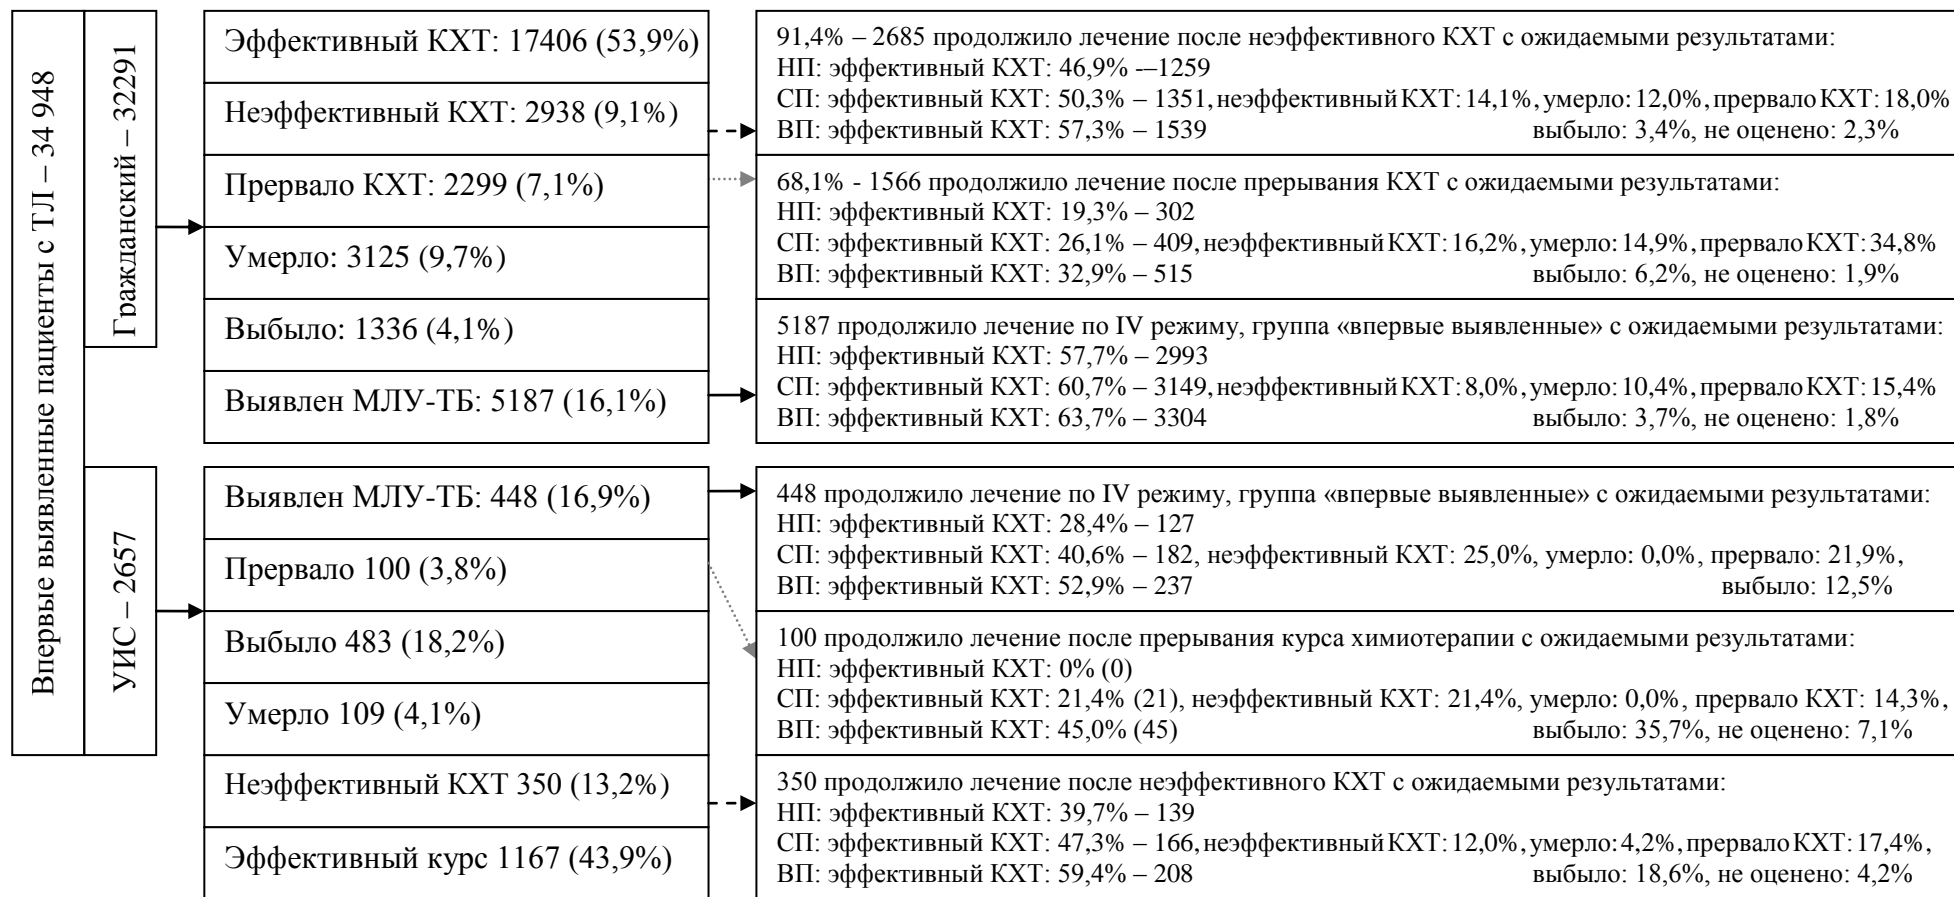 Впервые выявленные пациенты с ТЛ – 34 948
Гражданский – 32291
Эффективный КХТ: 17406 (53,9%)
Неэффективный КХТ: 2938 (9,1%)
Прервало КХТ: 2299 (7,1%)
Умерло: 3125 (9,7%)
Выбыло: 1336 (4,1%)
Выявлен МЛУ-ТБ: 5187 (16,1%)
91,4% – 2685 продолжило лечение после неэффективного КХТ с ожидаемыми результатами:
НП: эффективный КХТ: 46,9% -–1259
СП: эффективный КХТ: 50,3% – 1351, неэффективный КХТ: 14,1%, умерло: 12,0%, прервало КХТ: 18,0%
ВП: эффективный КХТ: 57,3% – 1539 выбыло: 3,4%, не оценено: 2,3%
68,1% - 1566 продолжило лечение после прерывания КХТ с ожидаемыми результатами:
НП: эффективный КХТ: 19,3% – 302
СП: эффективный КХТ: 26,1% – 409, неэффективный КХТ: 16,2%, умерло: 14,9%, прервало КХТ: 34,8%
ВП: эффективный КХТ: 32,9% – 515 выбыло: 6,2%, не оценено: 1,9%
5187 продолжило лечение по IV режиму, группа «впервые выявленные» с ожидаемыми результатами:
НП: эффективный КХТ: 57,7% – 2993
СП: эффективный КХТ: 60,7% – 3149, неэффективный КХТ: 8,0%, умерло: 10,4%, прервало КХТ: 15,4%
ВП: эффективный КХТ: 63,7% – 3304 выбыло: 3,7%, не оценено: 1,8%
УИС – 2657
Выявлен МЛУ-ТБ: 448 (16,9%)
Прервало 100 (3,8%)
Выбыло 483 (18,2%)
Умерло 109 (4,1%)
Неэффективный КХТ 350 (13,2%)
Эффективный курс 1167 (43,9%)
448 продолжило лечение по IV режиму, группа «впервые выявленные» с ожидаемыми результатами:
НП: эффективный КХТ: 28,4% – 127
СП: эффективный КХТ: 40,6% – 182, неэффективный КХТ: 25,0%, умерло: 0,0%, прервало: 21,9%,
ВП: эффективный КХТ: 52,9% – 237 выбыло: 12,5%
100 продолжило лечение после прерывания курса химиотерапии с ожидаемыми результатами:
НП: эффективный КХТ: 0% (0)
СП: эффективный КХТ: 21,4% (21), неэффективный КХТ: 21,4%, умерло: 0,0%, прервало КХТ: 14,3%,
ВП: эффективный КХТ: 45,0% (45) выбыло: 35,7%, не оценено: 7,1%
350 продолжило лечение после неэффективного КХТ с ожидаемыми результатами:
НП: эффективный КХТ: 39,7% – 139
СП: эффективный КХТ: 47,3% – 166, неэффективный КХТ: 12,0%, умерло: 4,2%, прервало КХТ: 17,4%,
ВП: эффективный КХТ: 59,4% – 208 выбыло: 18,6%, не оценено: 4,2%